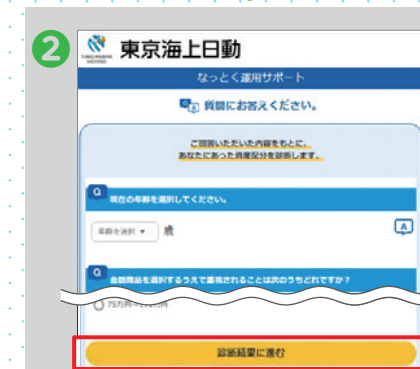 2
東京海上日動
なっとく運用サポート
Q A 質問にお答えください。
ご回答いただいた内容をもとに、
あなたにあった資産配分を診断します。
Q 現在の年齢を選択してください。
年齢を選択 ▼ 歳
A
Q 金融商品を選択するうえで重視されることは次のうちどれですか？
診断結果に進む